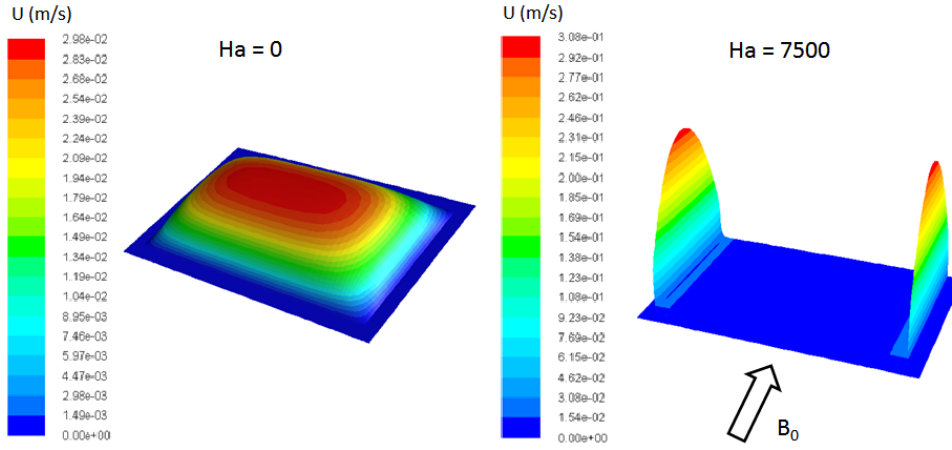 U (m/s)
Ha = 0
2.98e-02
2.83e-02
2.68e-02
2.54e-02
2.39e-02
2.24e-02
2.09e-02
1.94e-02
1.79e-02
1.64e-02
1.49e-02
1.34e-02
1.19e-02
1.04e-02
8.95e-03
7.46e-03
5.97e-03
4.47e-03
2.98e-03
1.49e-03
0.00e+00
U (m/s)
Ha = 7500
3.08e-01
2.92e-01
2.77e-01
2.62e-01
2.46e-01
2.31e-01
2.15e-01
2.00e-01
1.85e-01
1.69e-01
1.54e-01
1.38e-01
1.23e-01
1.08e-01
9.23e-02
7.69e-02
6.15e-02
4.62e-02
3.08e-02
1.54e-02
0.00e+00
B₀